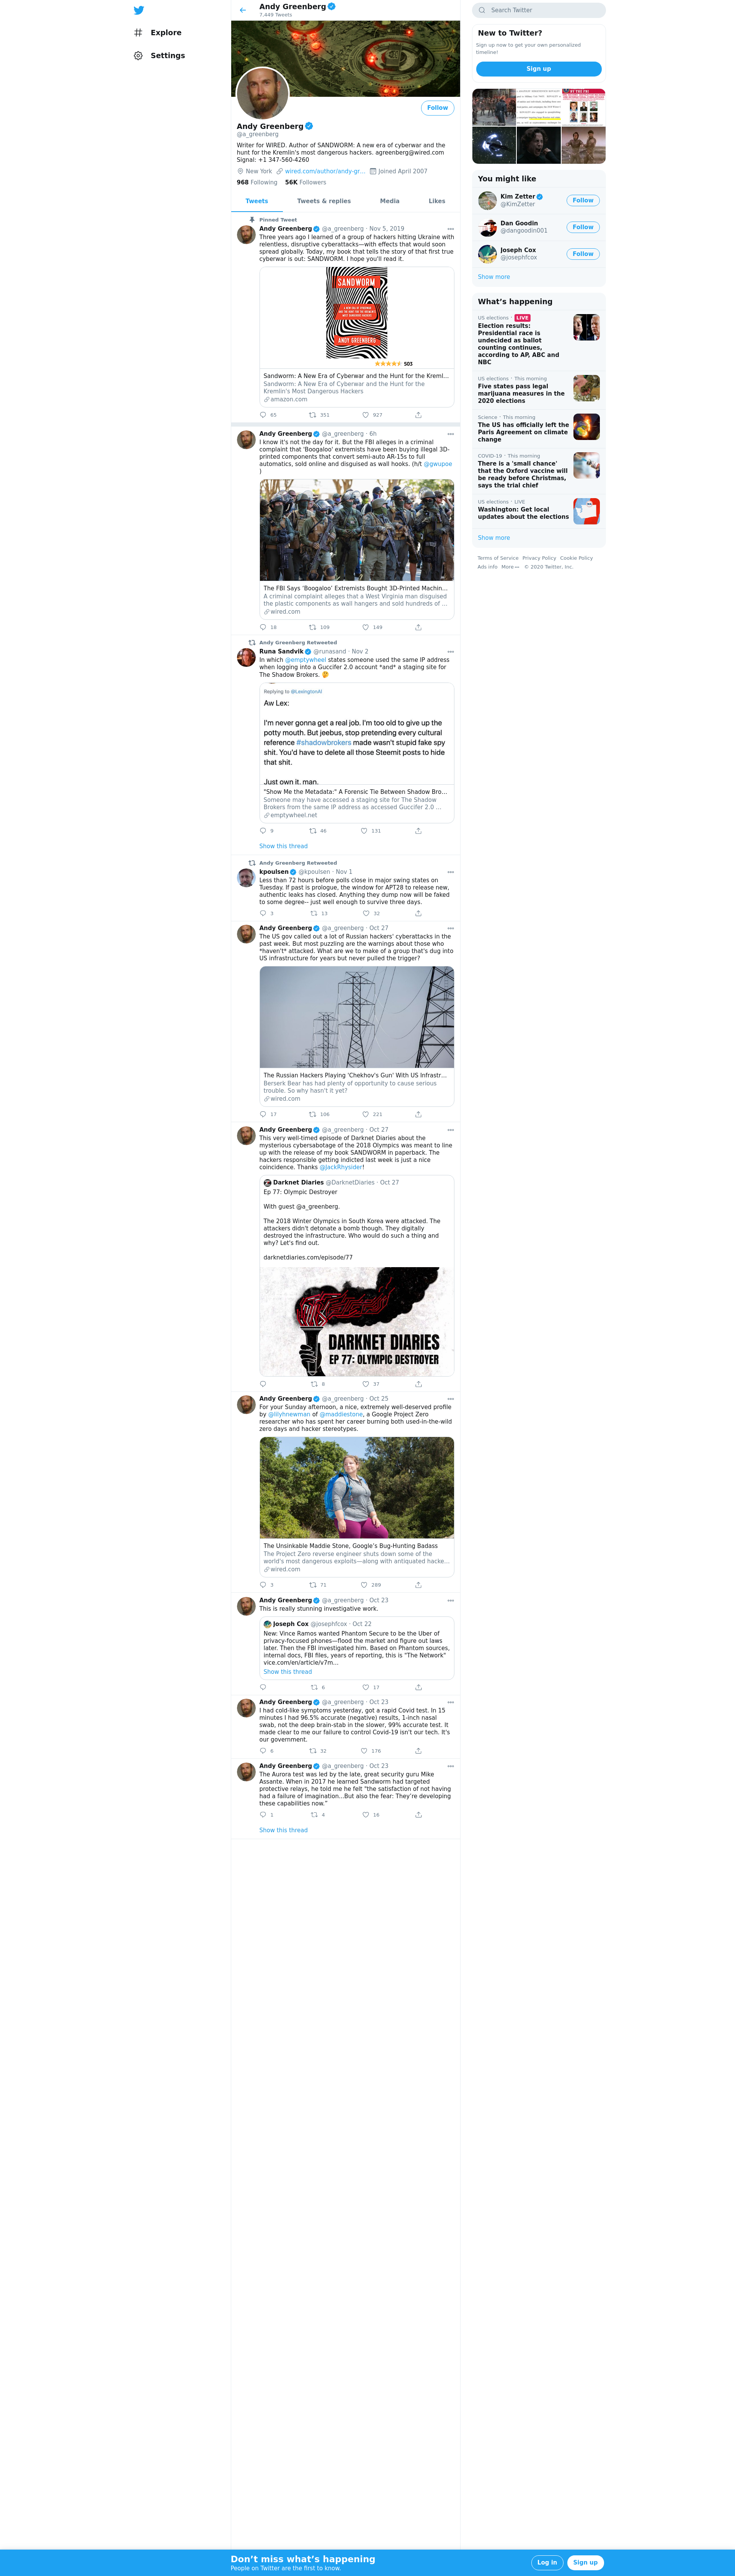 Explore
Settings
Andy Greenberg
7,449 Tweets
Follow
Andy Greenberg
@a_greenberg
Writer for WIRED. Author of SANDWORM: A new era of cyberwar and the
hunt for the Kremlin's most dangerous hackers. agreenberg@wired.com
Signal: +1 347-560-4260
New York wired.com/author/andy-gr... Joined April 2007
968 Following 56K Followers
Tweets Tweets & replies Media Likes
Pinned Tweet
Andy Greenberg @a_greenberg · Nov 5, 2019
Three years ago I learned of a group of hackers hitting Ukraine with
relentless, disruptive cyberattacks—with effects that would soon
spread globally. Today, my book that tells the story of that first true
cyberwar is out: SANDWORM. I hope you'll read it.
SANDWORM
ANDY GREENBERG
503
Sandworm: A New Era of Cyberwar and the Hunt for the Kreml...
Sandworm: A New Era of Cyberwar and the Hunt for the
Kremlin's Most Dangerous Hackers
amazon.com
65 351 927
Andy Greenberg @a_greenberg · 6h
I know it's not the day for it. But the FBI alleges in a criminal
complaint that 'Boogaloo' extremists have been buying illegal 3D-
printed components that convert semi-auto AR-15s to full
automatics, sold online and disguised as wall hooks. (h/t @gwupoe
)
The FBI Says 'Boogaloo' Extremists Bought 3D-Printed Machin...
A criminal complaint alleges that a West Virginia man disguised
the plastic components as wall hangers and sold hundreds of ...
wired.com
18 109 149
Andy Greenberg Retweeted
Runa Sandvik @runasand · Nov 2
In which @emptywheel states someone used the same IP address
when logging into a Guccifer 2.0 account *and* a staging site for
The Shadow Brokers. 🤔
Replying to @LexingtonAl
Aw Lex:
I'm never gonna get a real job. I'm too old to give up the
potty mouth. But jeebus, stop pretending every cultural
reference #shadowbrokers made wasn't stupid fake spy
shit. You'd have to delete all those Steemit posts to hide
that shit.
Just own it, man.
"Show Me the Metadata:" A Forensic Tie Between Shadow Bro...
Someone may have accessed a staging site for The Shadow
Brokers from the same IP address as accessed Guccifer 2.0 ...
emptywheel.net
9 46 131
Show this thread
Andy Greenberg Retweeted
kpoulsen @kpoulsen · Nov 1
Less than 72 hours before polls close in major swing states on
Tuesday. If past is prologue, the window for APT28 to release new,
authentic leaks has closed. Anything they dump now will be faked
to some degree-- just well enough to survive three days.
3 13 32
Andy Greenberg @a_greenberg · Oct 27
The US gov called out a lot of Russian hackers' cyberattacks in the
past week. But most puzzling are the warnings about those who
*haven't* attacked. What are we to make of a group that's dug into
US infrastructure for years but never pulled the trigger?
The Russian Hackers Playing 'Chekhov's Gun' With US Infrastr...
Berserk Bear has had plenty of opportunity to cause serious
trouble. So why hasn't it yet?
wired.com
17 106 221
Andy Greenberg @a_greenberg · Oct 27
This very well-timed episode of Darknet Diaries about the
mysterious cybersabotage of the 2018 Olympics was meant to line
up with the release of my book SANDWORM in paperback. The
hackers responsible getting indicted last week is just a nice
coincidence. Thanks @JackRhysider!
Darknet Diaries @DarknetDiaries · Oct 27
Ep 77: Olympic Destroyer
With guest @a_greenberg.
The 2018 Winter Olympics in South Korea were attacked. The
attackers didn't detonate a bomb though. They digitally
destroyed the infrastructure. Who would do such a thing and
why? Let's find out.
darknetdiaries.com/episode/77
DARKNET DIARIES
EP 77: OLYMPIC DESTROYER
8 37
Andy Greenberg @a_greenberg · Oct 25
For your Sunday afternoon, a nice, extremely well-deserved profile
by @lilyhnewman of @maddiestone, a Google Project Zero
researcher who has spent her career burning both used-in-the-wild
zero days and hacker stereotypes.
The Unsinkable Maddie Stone, Google's Bug-Hunting Badass
The Project Zero reverse engineer shuts down some of the
world's most dangerous exploits—along with antiquated hacke...
wired.com
3 71 289
Andy Greenberg @a_greenberg · Oct 23
This is really stunning investigative work.
Joseph Cox @josephfcox · Oct 22
New: Vince Ramos wanted Phantom Secure to be the Uber of
privacy-focused phones—flood the market and figure out laws
later. Then the FBI investigated him. Based on Phantom sources,
internal docs, FBI files, years of reporting, this is "The Network"
vice.com/en/article/v7m...
Show this thread
6 17
Andy Greenberg @a_greenberg · Oct 23
I had cold-like symptoms yesterday, got a rapid Covid test. In 15
minutes I had 96.5% accurate (negative) results, 1-inch nasal
swab, not the deep brain-stab in the slower, 99% accurate test. It
made clear to me our failure to control Covid-19 isn't our tech. It's
our government.
6 32 176
Andy Greenberg @a_greenberg · Oct 23
The Aurora test was led by the late, great security guru Mike
Assante. When in 2017 he learned Sandworm had targeted
protective relays, he told me he felt "the satisfaction of not having
had a failure of imagination...But also the fear: They're developing
these capabilities now."
1 4 16
Show this thread
Search Twitter
New to Twitter?
Sign up now to get your own personalized
timeline!
Sign up
You might like
Kim Zetter
@KimZetter
Follow
Dan Goodin
@dangoodin001
Follow
Joseph Cox
@josephfcox
Follow
Show more
What's happening
US elections · LIVE
Election results:
Presidential race is
undecided as ballot
counting continues,
according to AP, ABC and
NBC
US elections · This morning
Five states pass legal
marijuana measures in the
2020 elections
Science · This morning
The US has officially left the
Paris Agreement on climate
change
COVID-19 · This morning
There is a 'small chance'
that the Oxford vaccine will
be ready before Christmas,
says the trial chief
US elections · LIVE
Washington: Get local
updates about the elections
Show more
Terms of Service Privacy Policy Cookie Policy
Ads info More © 2020 Twitter, Inc.
Don't miss what's happening
People on Twitter are the first to know.
Log in
Sign up